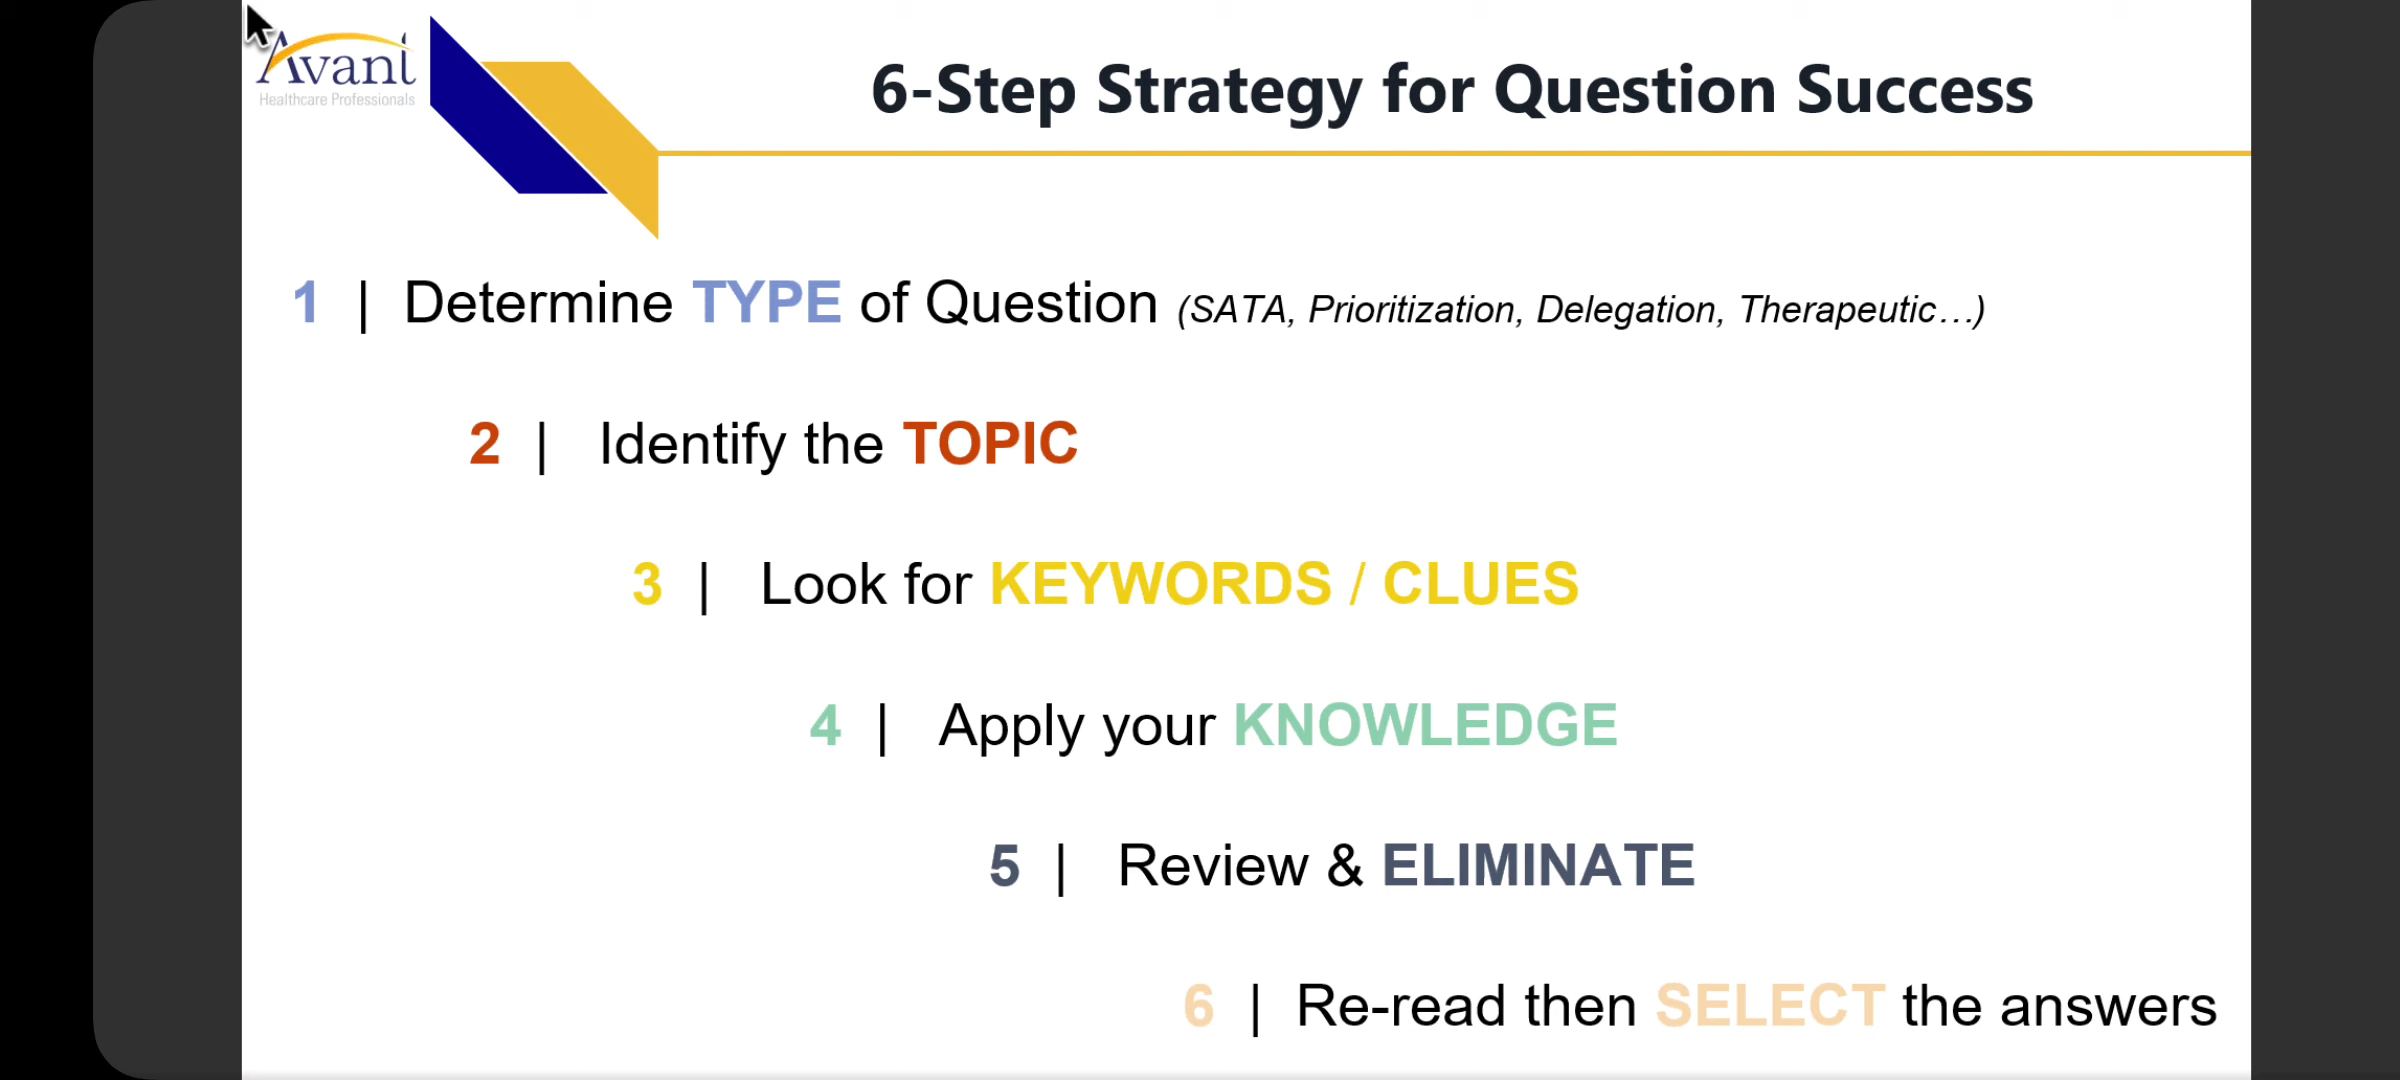 Avant
Healthcare Professionals
6-Step Strategy for Question Success
1 | Determine TYPE of Question (SATA, Prioritization, Delegation, Therapeutic…)
2 | Identify the TOPIC
3 | Look for KEYWORDS / CLUES
4 | Apply your KNOWLEDGE
5 | Review & ELIMINATE
6 | Re-read then SELECT the answers